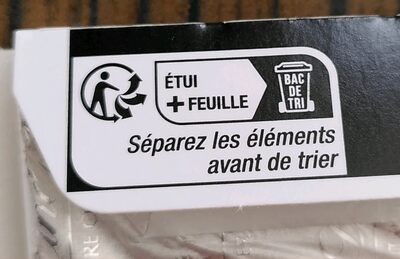 ÉTUI
+ FEUILLE
BAC
DE
TRI
Séparez les éléments
avant de trier